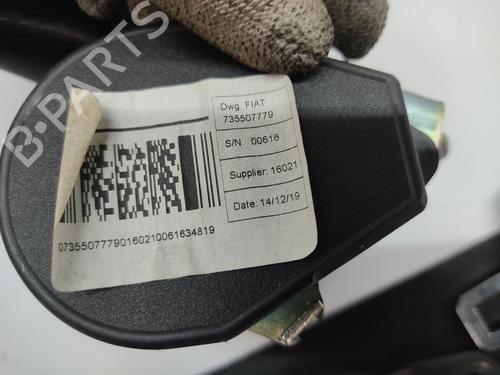 B-PARTS
Dwg. FIAT
735507779
S/N: 00616
Supplier: 16021
Date: 14/12/19
07355077790160210061634819